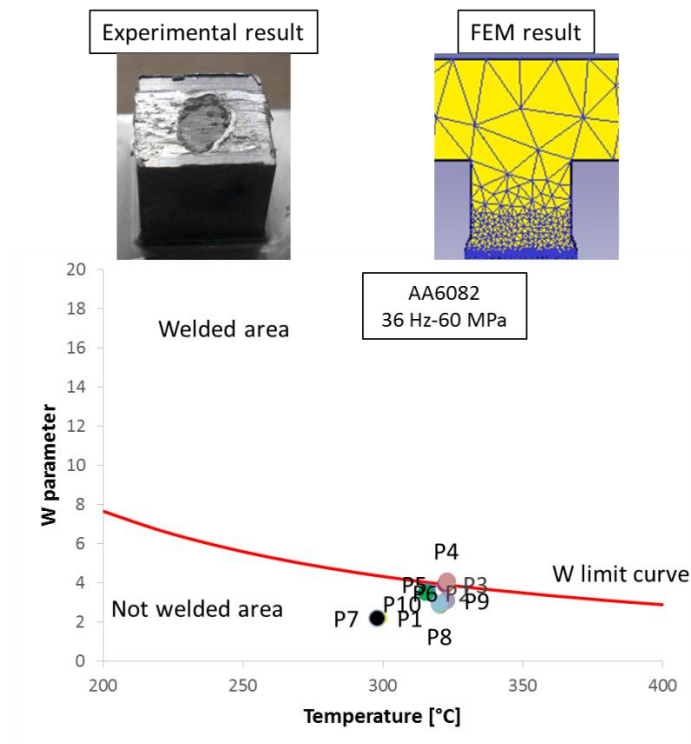 Experimental result
FEM result
AA6082
36 Hz-60 MPa
Welded area
W parameter
20
18
16
14
12
10
8
6
4
2
0
P4
W limit curve
P5
P3
P6
P2
P9
P10
Not welded area
P7
P1
P8
200
250
300
350
400
Temperature [°C]